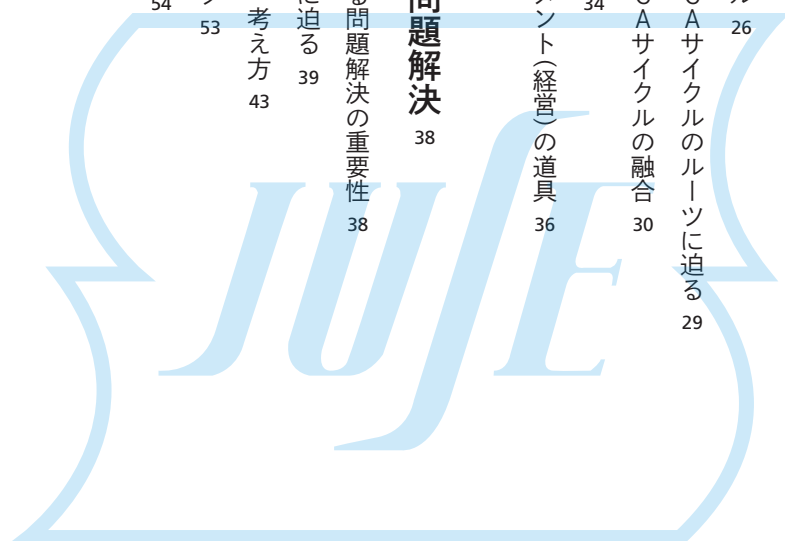 ル 26
CAサイクルのルーツに迫る 29
CAサイクルの融合 30
34
メント(経営)の道具 36
問題解決 38
る問題解決の重要性 38
に迫る 39
考え方 43
53
54
JUSE